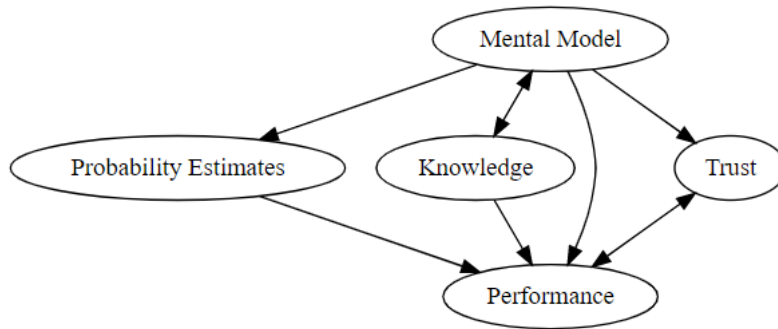 Mental Model
Probability Estimates
Knowledge
Trust
Performance